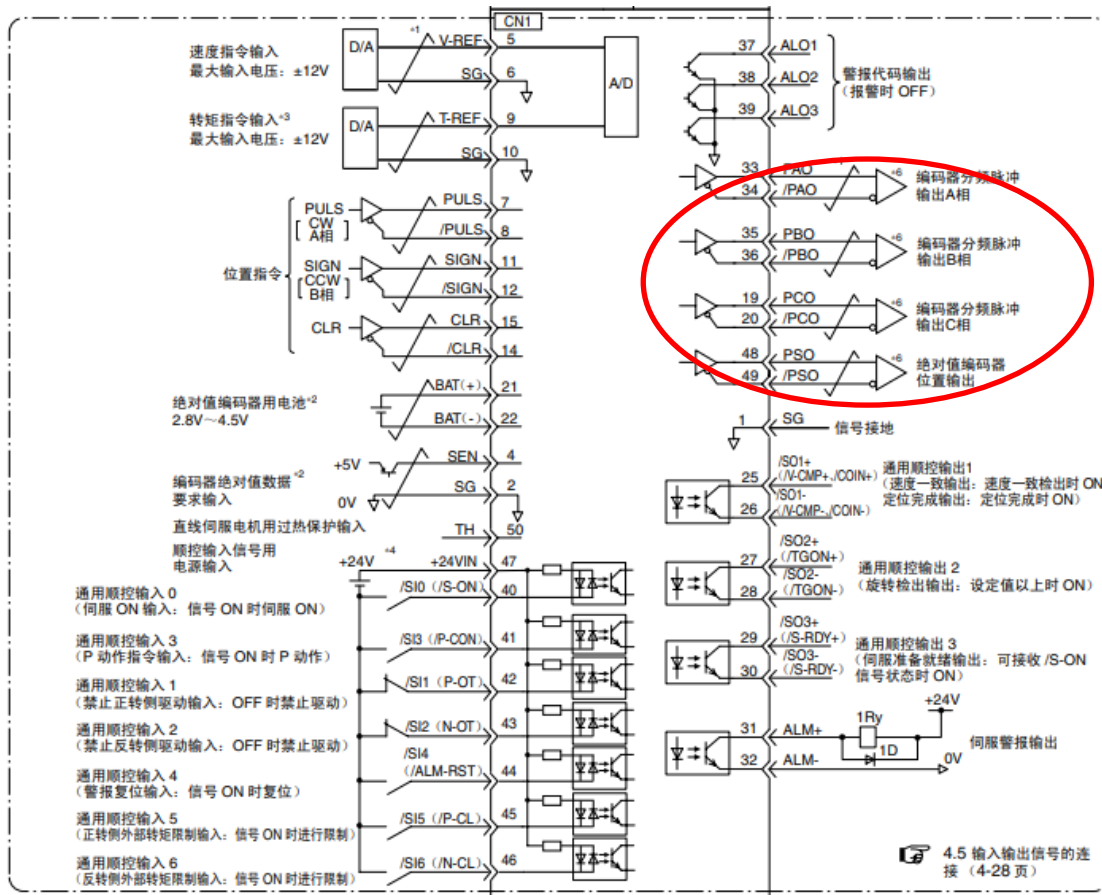 CN1
速度指令输入
最大输入电压：±12V
D/A
*1
V-REF
5
SG
6
A/D
转矩指令输入*3
最大输入电压：±12V
D/A
T-REF
9
SG
10
位置指令
PULS
CW
A相
PULS
7
/PULS
8
SIGN
CCW
B相
SIGN
11
/SIGN
12
CLR
CLR
15
/CLR
14
绝对值编码器用电池*2
2.8V～4.5V
BAT(+)
21
BAT(-)
22
编码器绝对值数据*2
要求输入
+5V
SEN
4
0V
SG
2
直线伺服电机用过热保护输入
TH
50
顺控输入信号用
电源输入
+24V
*4
+24VIN
47
通用顺控输入 0
（伺服 ON 输入：信号 ON 时伺服 ON）
/SI0 (/S-ON)
40
通用顺控输入 3
（P 动作指令输入：信号 ON 时 P 动作）
/SI3 (/P-CON)
41
通用顺控输入 1
（禁止正转侧驱动输入：OFF 时禁止驱动）
/SI1 (P-OT)
42
通用顺控输入 2
（禁止反转侧驱动输入：OFF 时禁止驱动）
/SI2 (N-OT)
43
通用顺控输入 4
（警报复位输入：信号 ON 时复位）
/SI4
(/ALM-RST)
44
通用顺控输入 5
（正转侧外部转矩限制输入：信号 ON 时进行限制）
/SI5 (/P-CL)
45
通用顺控输入 6
（反转侧外部转矩限制输入：信号 ON 时进行限制）
/SI6 (/N-CL)
46
37
ALO1
38
ALO2
39
ALO3
警报代码输出
（报警时 OFF）
33
PAO
34
/PAO
*6
编码器分频脉冲
输出A相
35
PBO
36
/PBO
*6
编码器分频脉冲
输出B相
19
PCO
20
/PCO
*6
编码器分频脉冲
输出C相
48
PSO
49
/PSO
*6
绝对值编码器
位置输出
1
SG
信号接地
25
/SO1+
(/V-CMP+,/COIN+)
26
/SO1-
(/V-CMP-,/COIN-)
通用顺控输出1
（速度一致输出：速度一致检出时 ON
定位完成输出：定位完成时 ON）
27
/SO2+
(/TGON+)
28
/SO2-
(/TGON-)
通用顺控输出 2
（旋转检出输出：设定值以上时 ON）
29
/SO3+
(/S-RDY+)
30
/SO3-
(/S-RDY-)
通用顺控输出 3
（伺服准备就绪输出：可接收 /S-ON
信号状态时 ON）
31
ALM+
32
ALM-
1Ry
1D
+24V
0V
伺服警报输出
4.5 输入输出信号的连
接 （4-28 页）